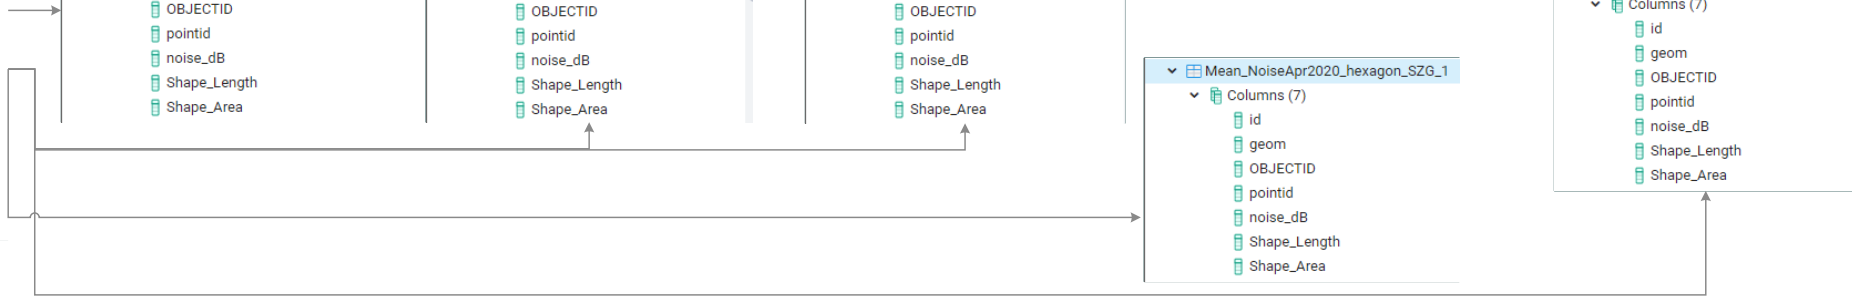 OBJECTID
pointid
noise_dB
Shape_Length
Shape_Area
OBJECTID
pointid
noise_dB
Shape_Length
Shape_Area
OBJECTID
pointid
noise_dB
Shape_Length
Shape_Area
Mean_NoiseApr2020_hexagon_SZG_1
Columns (7)
id
geom
OBJECTID
pointid
noise_dB
Shape_Length
Shape_Area
Columns (7)
id
geom
OBJECTID
pointid
noise_dB
Shape_Length
Shape_Area